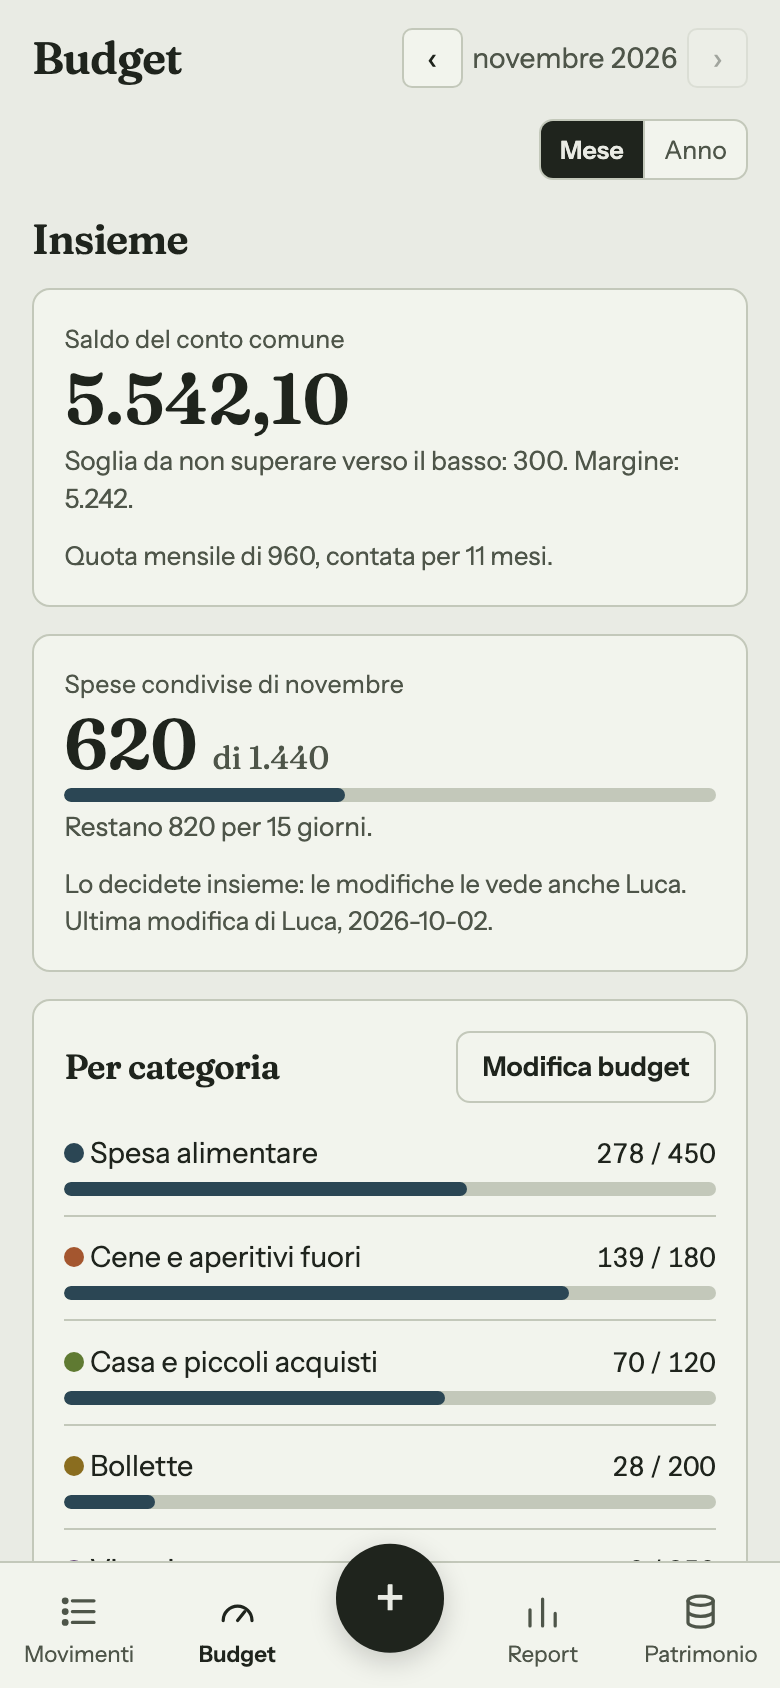 Budget
‹ novembre 2026 ›
Mese Anno
Insieme
Saldo del conto comune
5.542,10
Soglia da non superare verso il basso: 300. Margine:
5.242.
Quota mensile di 960, contata per 11 mesi.
Spese condivise di novembre
620 di 1.440
Restano 820 per 15 giorni.
Lo decidete insieme: le modifiche le vede anche Luca.
Ultima modifica di Luca, 2026-10-02.
Per categoria
Modifica budget
Spesa alimentare 278 / 450
Cene e aperitivi fuori 139 / 180
Casa e piccoli acquisti 70 / 120
Bollette 28 / 200
+
Movimenti Budget Report Patrimonio